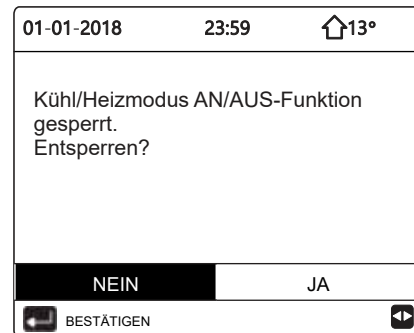 01-01-2018 23:59 13°
Kühl/Heizmodus AN/AUS-Funktion
gesperrt.
Entsperren?
NEIN JA
BESTÄTIGEN